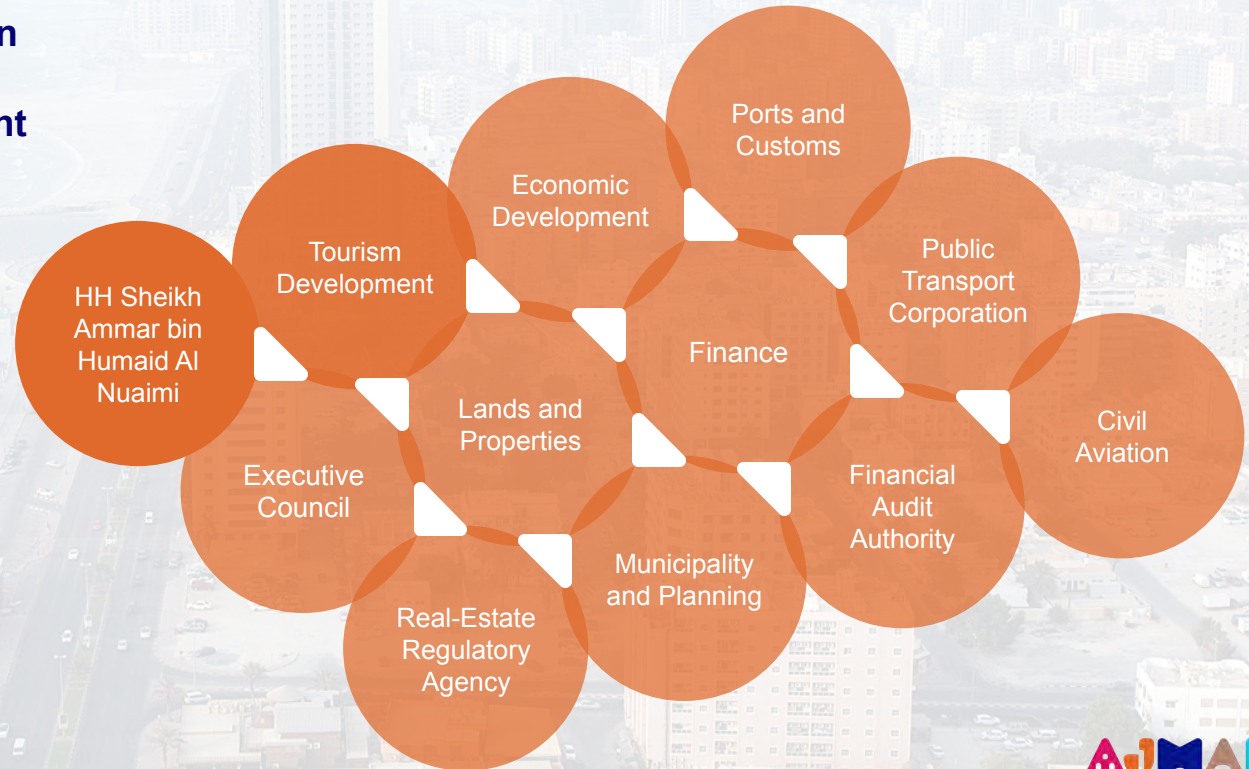 HH Sheikh
Ammar bin
Humaid Al
Nuaimi
Tourism
Development
Economic
Development
Ports and
Customs
Executive
Council
Lands and
Properties
Finance
Public
Transport
Corporation
Real-Estate
Regulatory
Agency
Municipality
and Planning
Financial
Audit
Authority
Civil
Aviation